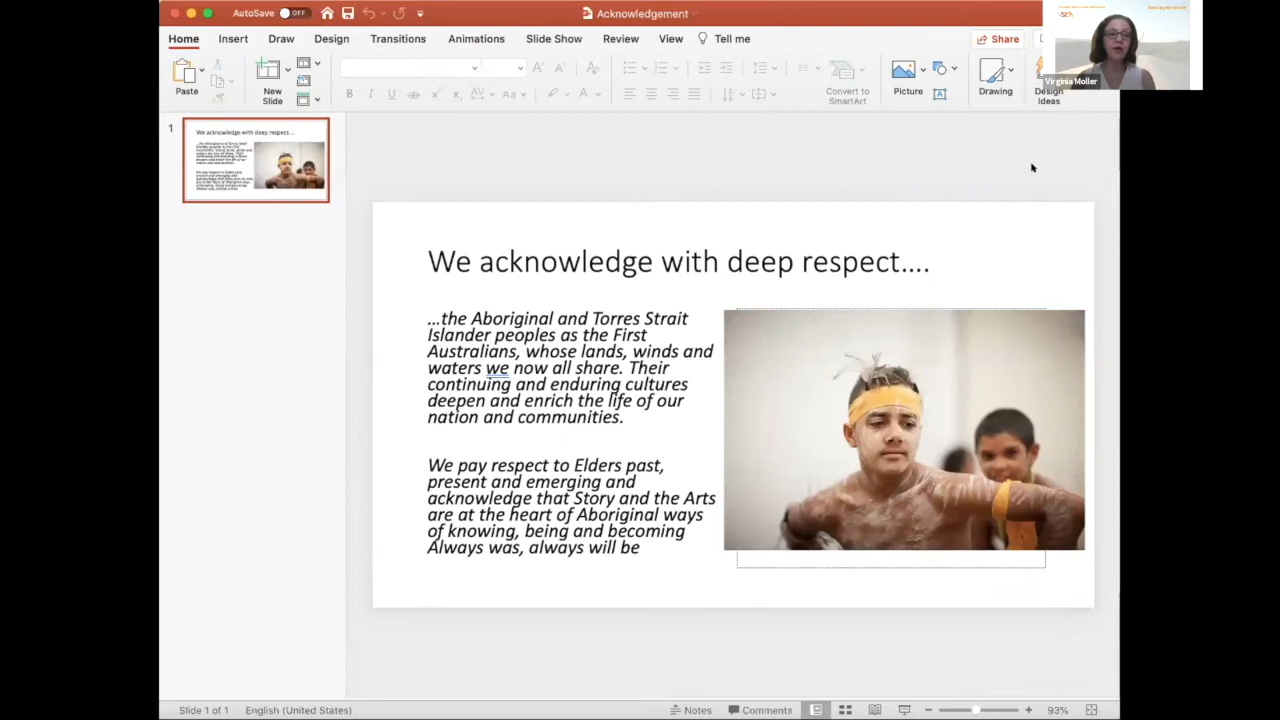 AutoSave OFF
Acknowledgement
Home Insert Draw Design Transitions Animations Slide Show Review View Tell me
Share
Virginia Moller
Paste
New
Slide
Convert to
SmartArt
Picture
Drawing
Design
Ideas
1
We acknowledge with deep respect....
We acknowledge with deep respect....
...the Aboriginal and Torres Strait
Islander peoples as the First
Australians, whose lands, winds and
waters we now all share. Their
continuing and enduring cultures
deepen and enrich the life of our
nation and communities.
We pay respect to Elders past,
present and emerging and
acknowledge that Story and the Arts
are at the heart of Aboriginal ways
of knowing, being and becoming
Always was, always will be
Slide 1 of 1 English (United States) Notes Comments 93%